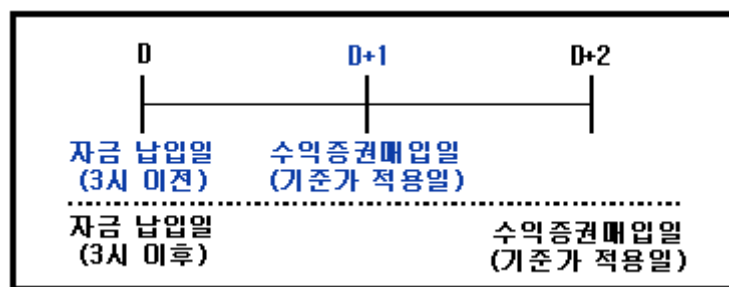 D D+1 D+2
자금 납입일 수익증권매입일
(3시 이전) (기준가 적용일)
자금 납입일 수익증권매입일
(3시 이후) (기준가 적용일)